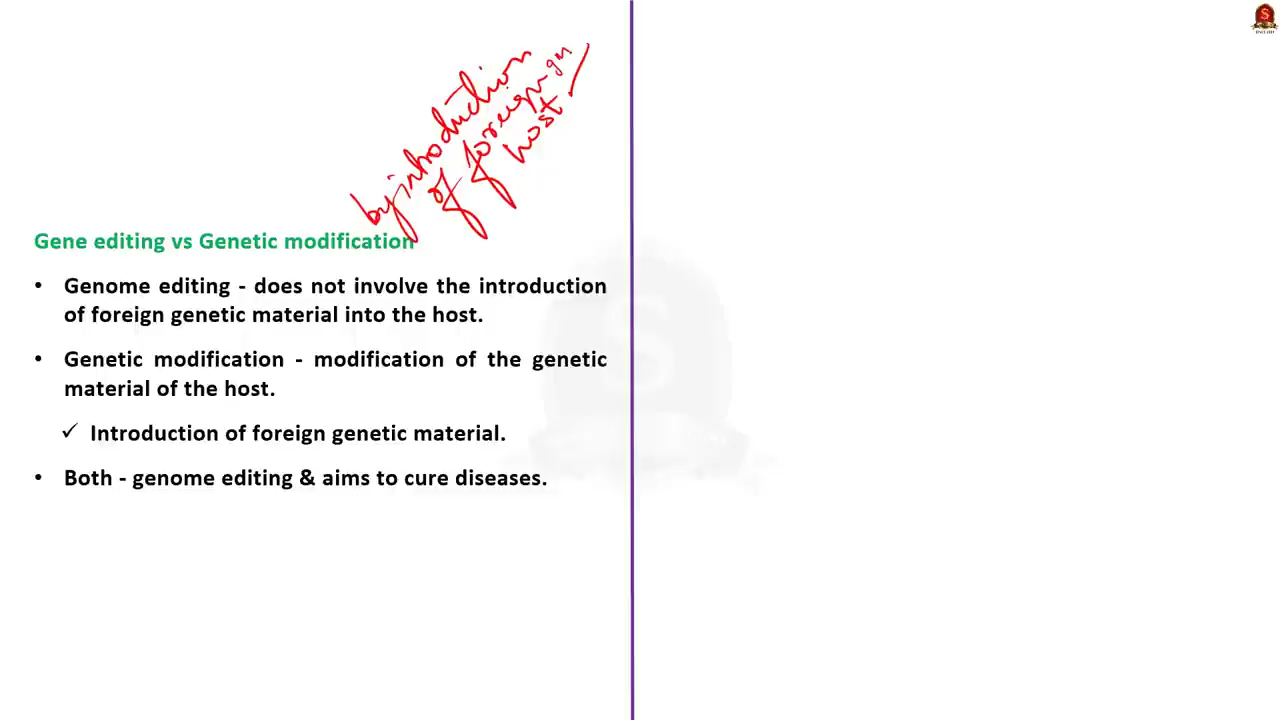 by introduction
of foreign gn
host
Gene editing vs Genetic modification
• Genome editing - does not involve the introduction
of foreign genetic material into the host.
• Genetic modification - modification of the genetic
material of the host.
✓ Introduction of foreign genetic material.
• Both - genome editing & aims to cure diseases.